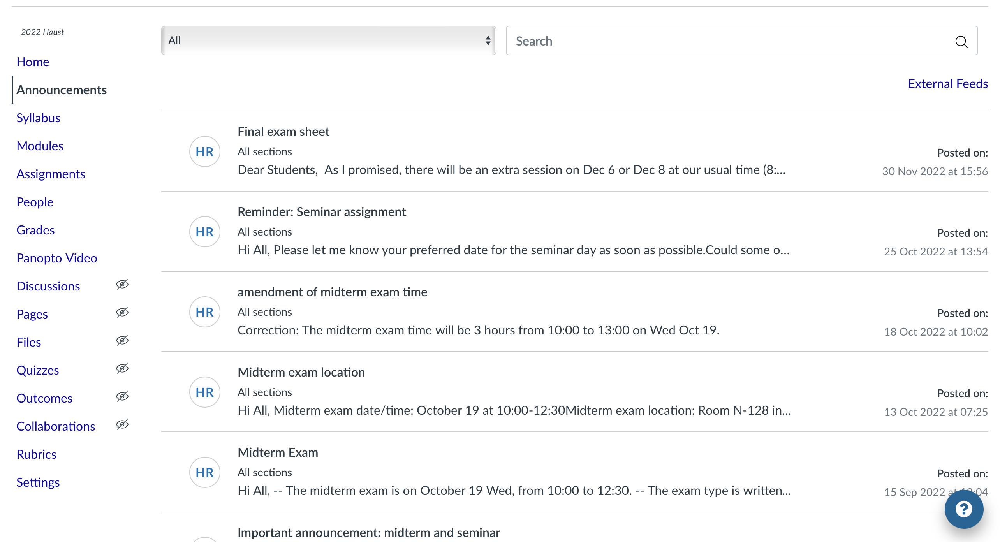 2022 Haust
Home
Announcements
Syllabus
Modules
Assignments
People
Grades
Panopto Video
Discussions
Pages
Files
Quizzes
Outcomes
Collaborations
Rubrics
Settings
All
Search
External Feeds
HR
Final exam sheet
All sections
Dear Students,  As I promised, there will be an extra session on Dec 6 or Dec 8 at our usual time (8:...
Posted on:
30 Nov 2022 at 15:56
HR
Reminder: Seminar assignment
All sections
Hi All, Please let me know your preferred date for the seminar day as soon as possible.Could some o...
Posted on:
25 Oct 2022 at 13:54
HR
amendment of midterm exam time
All sections
Correction: The midterm exam time will be 3 hours from 10:00 to 13:00 on Wed Oct 19.
Posted on:
18 Oct 2022 at 10:02
HR
Midterm exam location
All sections
Hi All, Midterm exam date/time: October 19 at 10:00-12:30Midterm exam location: Room N-128 in...
Posted on:
13 Oct 2022 at 07:25
HR
Midterm Exam
All sections
Hi All, -- The midterm exam is on October 19 Wed, from 10:00 to 12:30. -- The exam type is written...
Posted on:
15 Sep 2022 at
?
Important announcement: midterm and seminar